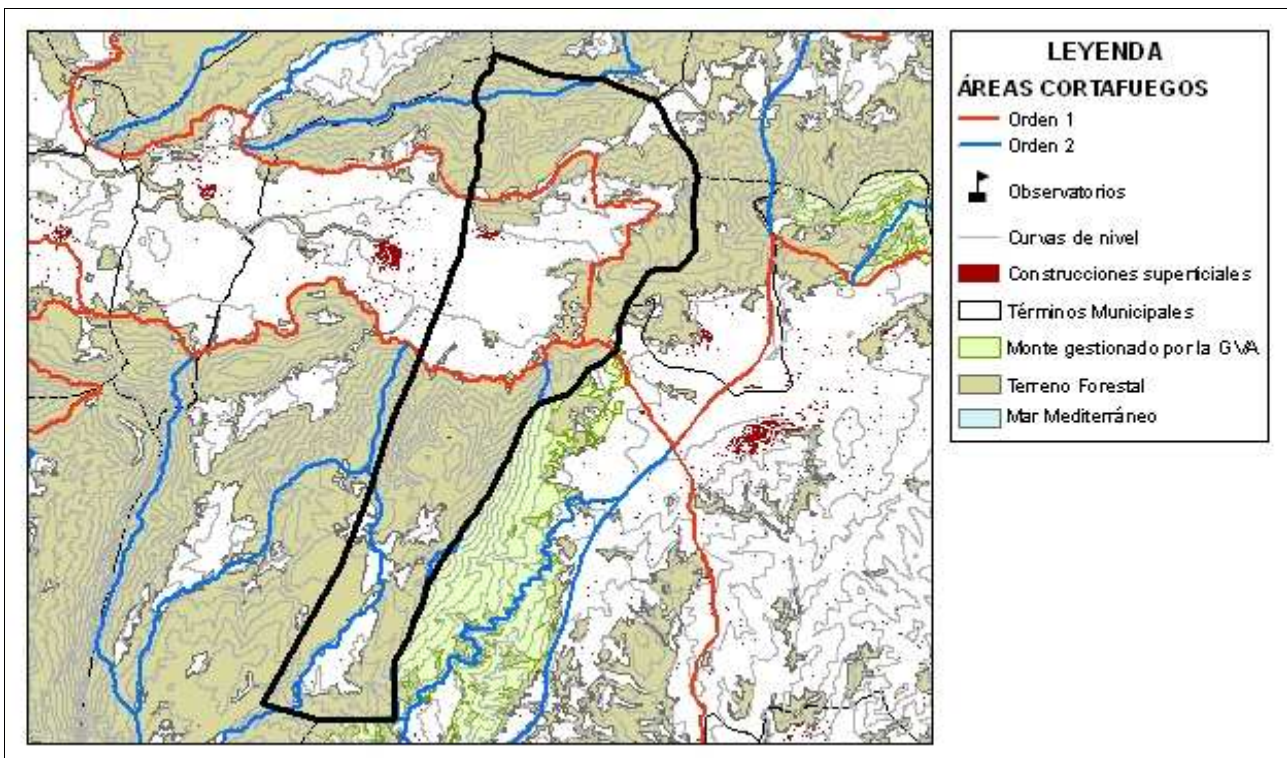 LEYENDA
ÁREAS CORTAFUEGOS
Orden 1
Orden 2
Observatorios
Curvas de nivel
Construcciones superficiales
Términos Municipales
Monte gestionado por la GVA
Terreno Forestal
Mar Mediterráneo